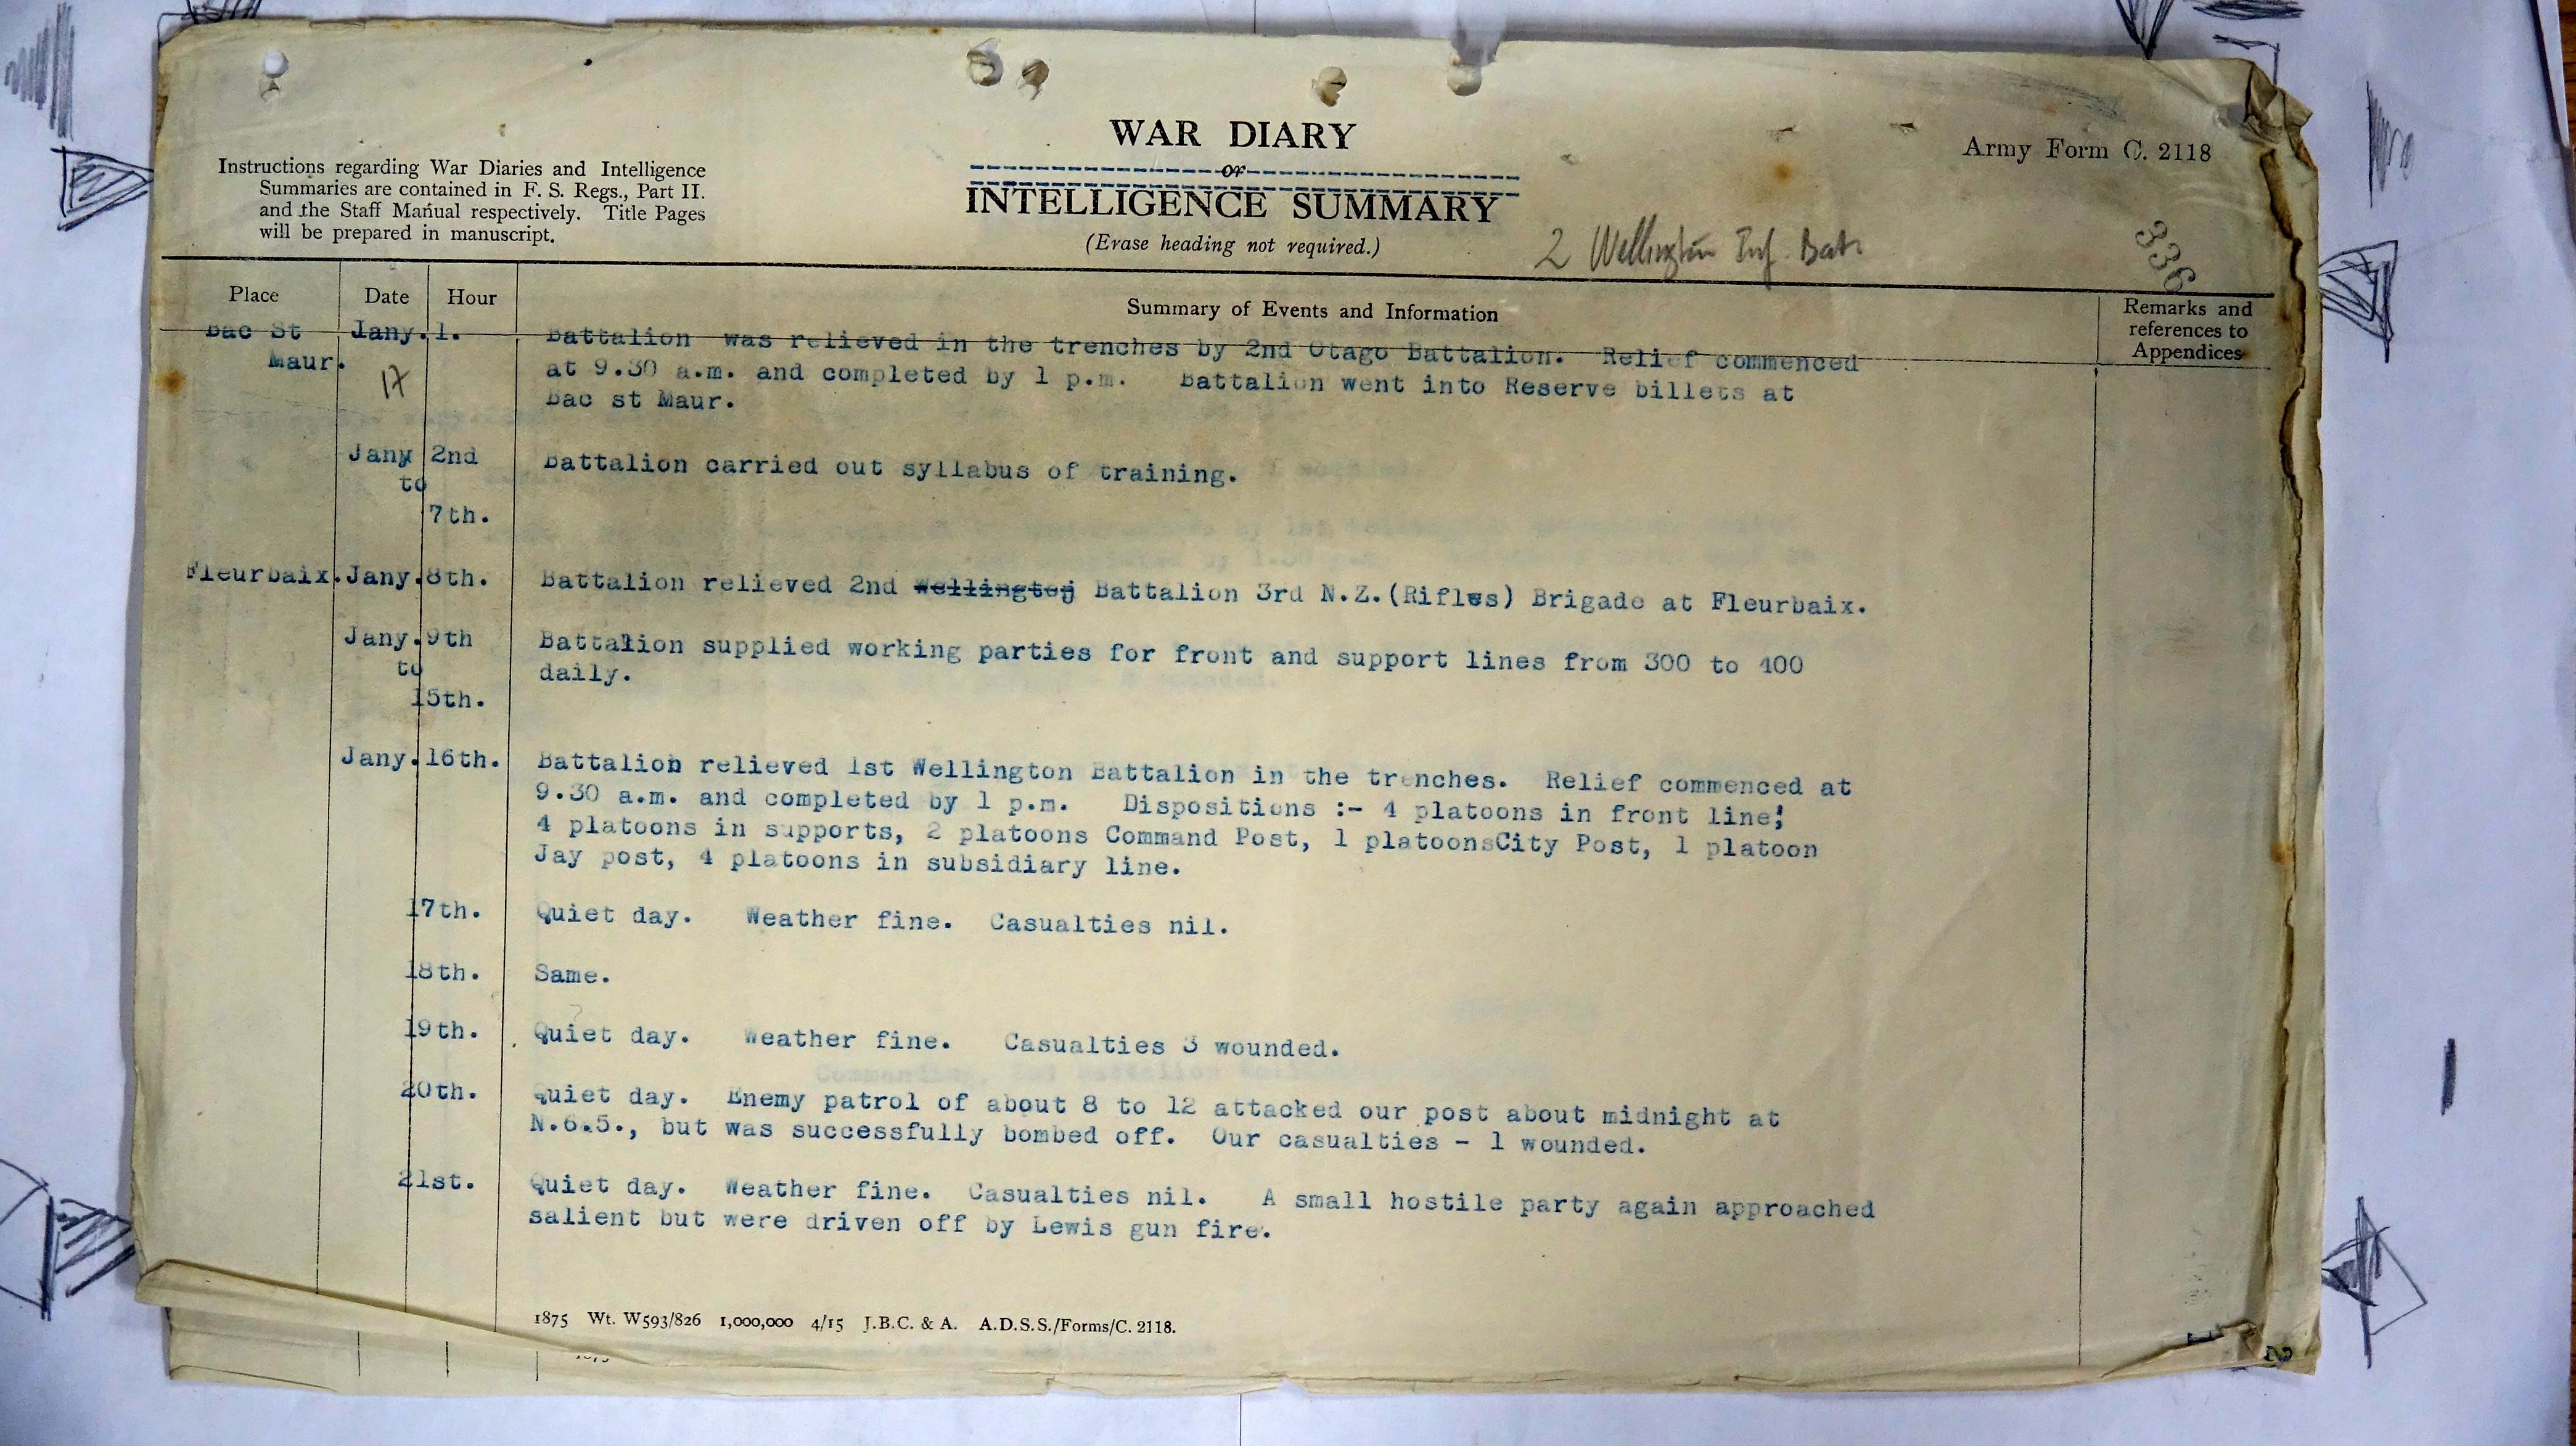 WAR DIARY
or
INTELLIGENCE SUMMARY
(Erase heading not required.)
Instructions regarding War Diaries and Intelligence
Summaries are contained in F. S. Regs., Part II.
and the Staff Manual respectively. Title Pages
will be prepared in manuscript.
Army Form C. 2118
2 Wellington Inf. Bat.
336
Place Date Hour Summary of Events and Information Remarks and
references to
Appendices
Bac St Jany. 1. Battalion was relieved in the trenches by 2nd Otago Battalion. Relief commenced
Maur. 17 at 9.30 a.m. and completed by 1 p.m. Battalion went into Reserve billets at
Bac st Maur.
Jany 2nd Battalion carried out syllabus of training.
to
7th.
Fleurbaix. Jany. 8th. Battalion relieved 2nd Wellingtoj Battalion 3rd N.Z.(Rifles) Brigade at Fleurbaix.
Jany. 9th Battalion supplied working parties for front and support lines from 300 to 400
to daily.
15th.
Jany. 16th. Battalion relieved 1st Wellington Battalion in the trenches. Relief commenced at
9.30 a.m. and completed by 1 p.m. Dispositions :- 4 platoons in front line,
4 platoons in supports, 2 platoons Command Post, 1 platoonsCity Post, 1 platoon
Jay post, 4 platoons in subsidiary line.
17th. Quiet day. Weather fine. Casualties nil.
18th. Same.
19th. Quiet day. Weather fine. Casualties 3 wounded.
20th. Quiet day. Enemy patrol of about 8 to 12 attacked our post about midnight at
N.6.5., but was successfully bombed off. Our casualties - 1 wounded.
21st. Quiet day. Weather fine. Casualties nil. A small hostile party again approached
salient but were driven off by Lewis gun fire.
1875 Wt. W593/826 1,000,000 4/15 J.B.C. & A. A.D.S.S./Forms/C. 2118.